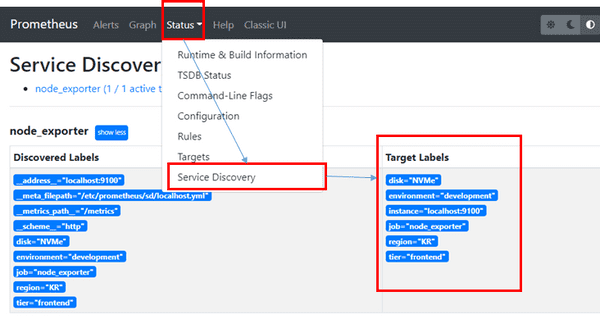 Prometheus Alerts Graph Status Help Classic UI
Runtime & Build Information
TSDB Status
Command-Line Flags
Configuration
Rules
Targets
Service Discovery
Service Discover
node_exporter (1 / 1 active t
node_exporter show less
Discovered Labels
__address__="localhost:9100"
__meta_filepath="/etc/prometheus/sd/localhost.yml"
__metrics_path__="/metrics"
__scheme__="http"
disk="NVMe"
environment="development"
job="node_exporter"
region="KR"
tier="frontend"
Target Labels
disk="NVMe"
environment="development"
instance="localhost:9100"
job="node_exporter"
region="KR"
tier="frontend"